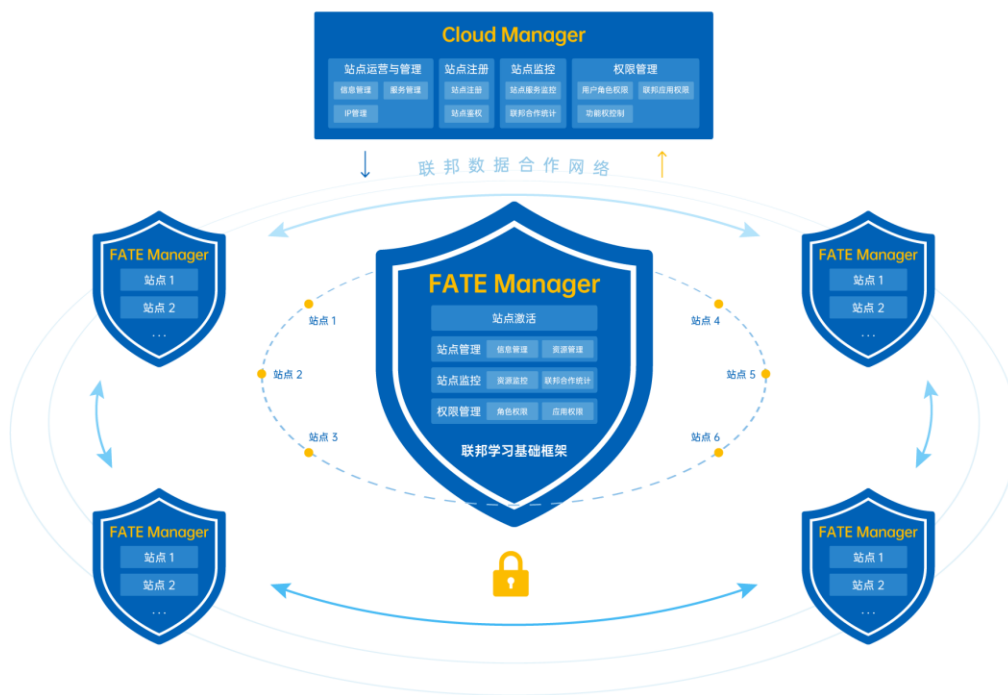 Cloud Manager
站点运营与管理 站点注册 站点监控 权限管理
信息管理 服务管理 站点注册 站点服务监控 用户角色权限 联邦应用权限
IP管理 站点鉴权 联邦合作统计 功能权控制
联邦数据合作网络
FATE Manager
站点 1
站点 2
...
FATE Manager
站点激活
站点管理 信息管理 资源管理
站点监控 资源监控 联邦合作统计
权限管理 角色权限 应用权限
联邦学习基础框架
站点 1
站点 2
站点 3
站点 4
站点 5
站点 6
FATE Manager
站点 1
站点 2
...
FATE Manager
站点 1
站点 2
...
FATE Manager
站点 1
站点 2
...